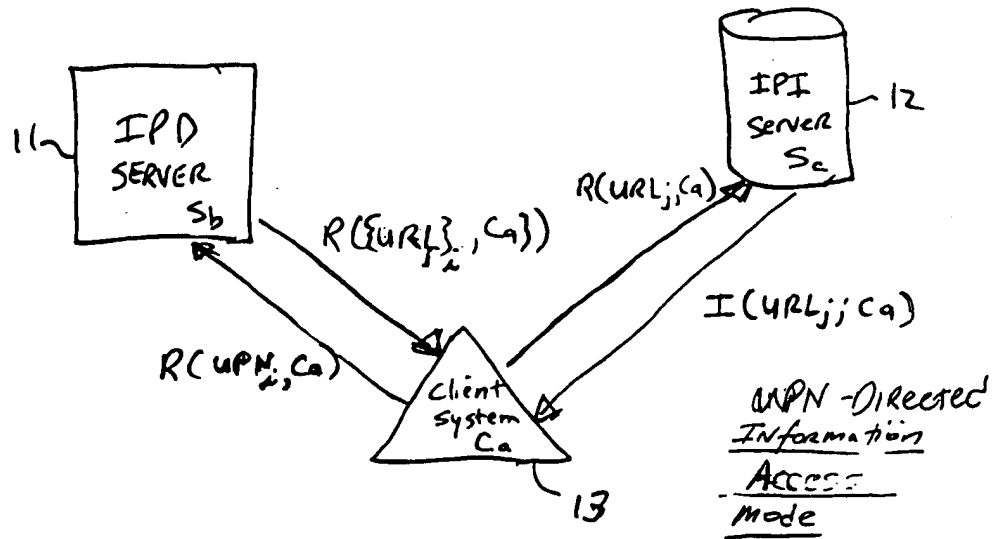 11
IPD
SERVER
Sb
IPI
Server
Sc
12
R({URLj}i, Ca})
R(UPNi, Ca)
R(URLj, Ca)
I(URLj; Ca)
Client
System
Ca
13
UPN-Directed
Information
Access
Mode